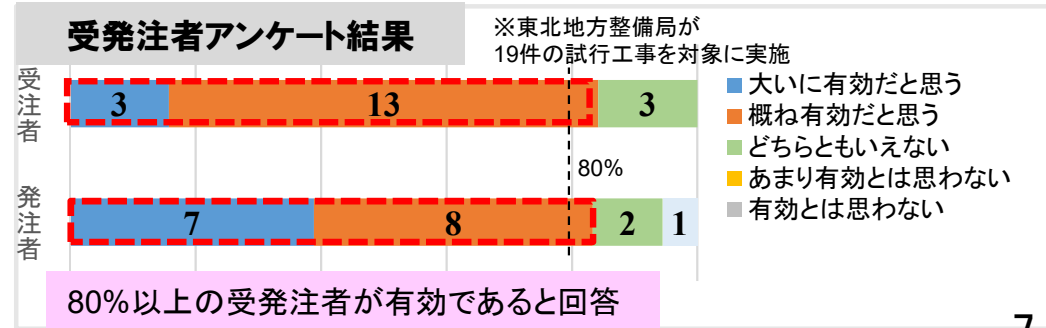 受発注者アンケート結果
※東北地方整備局が
19件の試行工事を対象に実施
受注者
3 13 3
80%
発注者
7 8 2 1
大いに有効だと思う
概ね有効だと思う
どちらともいえない
あまり有効とは思わない
有効とは思わない
80%以上の受発注者が有効であると回答